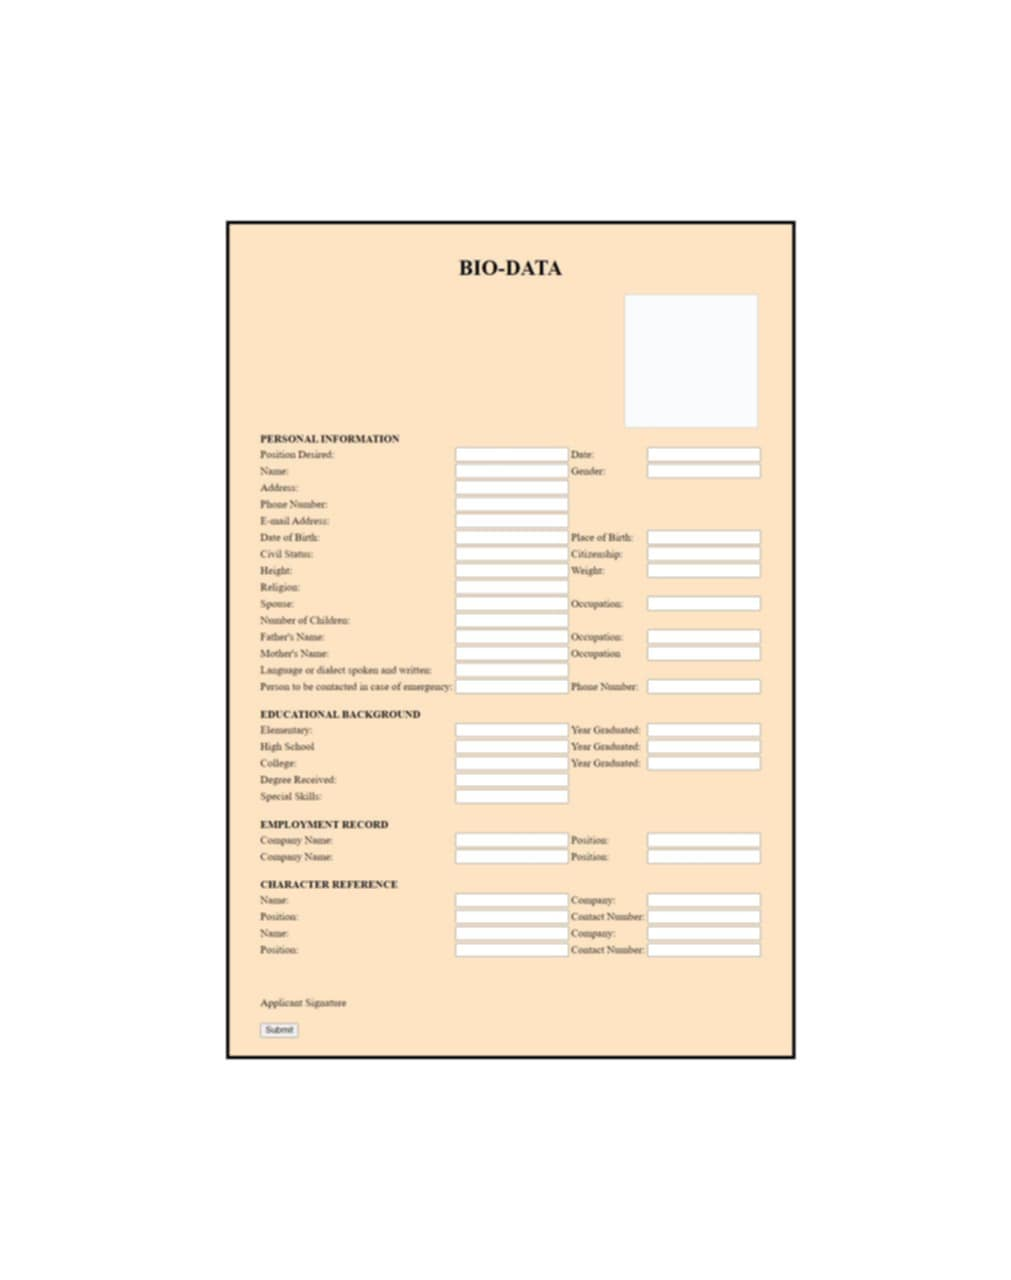 BIO-DATA
PERSONAL INFORMATION
Position Desired: Date:
Name: Gender:
Address:
Phone Number:
E-mail Address:
Date of Birth: Place of Birth:
Civil Status: Citizenship:
Height: Weight:
Religion:
Spouse: Occupation:
Number of Children:
Father's Name: Occupation:
Mother's Name: Occupation
Language or dialect spoken and written:
Person to be contacted in case of emergency: Phone Number:
EDUCATIONAL BACKGROUND
Elementary: Year Graduated:
High School Year Graduated:
College: Year Graduated:
Degree Received:
Special Skills:
EMPLOYMENT RECORD
Company Name: Position:
Company Name: Position:
CHARACTER REFERENCE
Name: Company:
Position: Contact Number:
Name: Company:
Position: Contact Number:
Applicant Signature
Submit